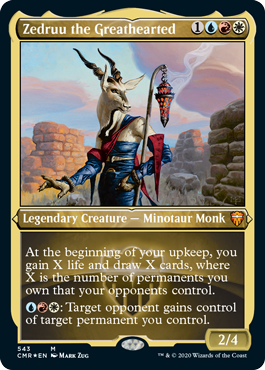 Zedruu the Greathearted 1
Legendary Creature — Minotaur Monk
At the beginning of your upkeep, you
gain X life and draw X cards, where
X is the number of permanents you
own that your opponents control.
: Target opponent gains control
of target permanent you control.
2/4
543 M
CMR EN MARK ZUG
™ & © 2020 Wizards of the Coast